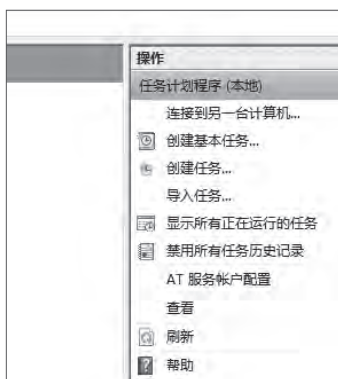 操作
任务计划程序 (本地)
连接到另一台计算机...
创建基本任务...
创建任务...
导入任务...
显示所有正在运行的任务
禁用所有任务历史记录
AT 服务帐户配置
查看
刷新
帮助